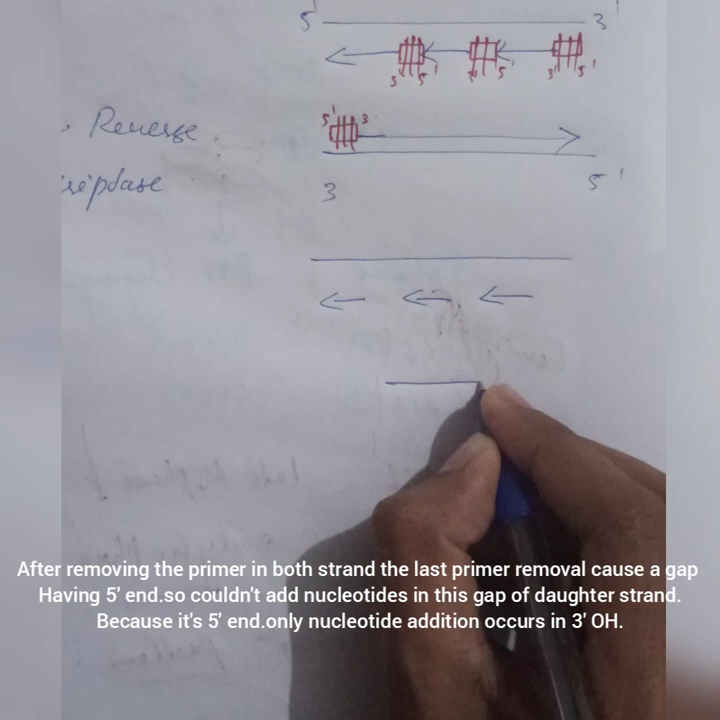 5' 3'
3' 5' 5' 3' 5'
Reverse
5' 3
3 5'
After removing the primer in both strand the last primer removal cause a gap
Having 5' end.so couldn't add nucleotides in this gap of daughter strand.
Because it's 5' end.only nucleotide addition occurs in 3' OH.